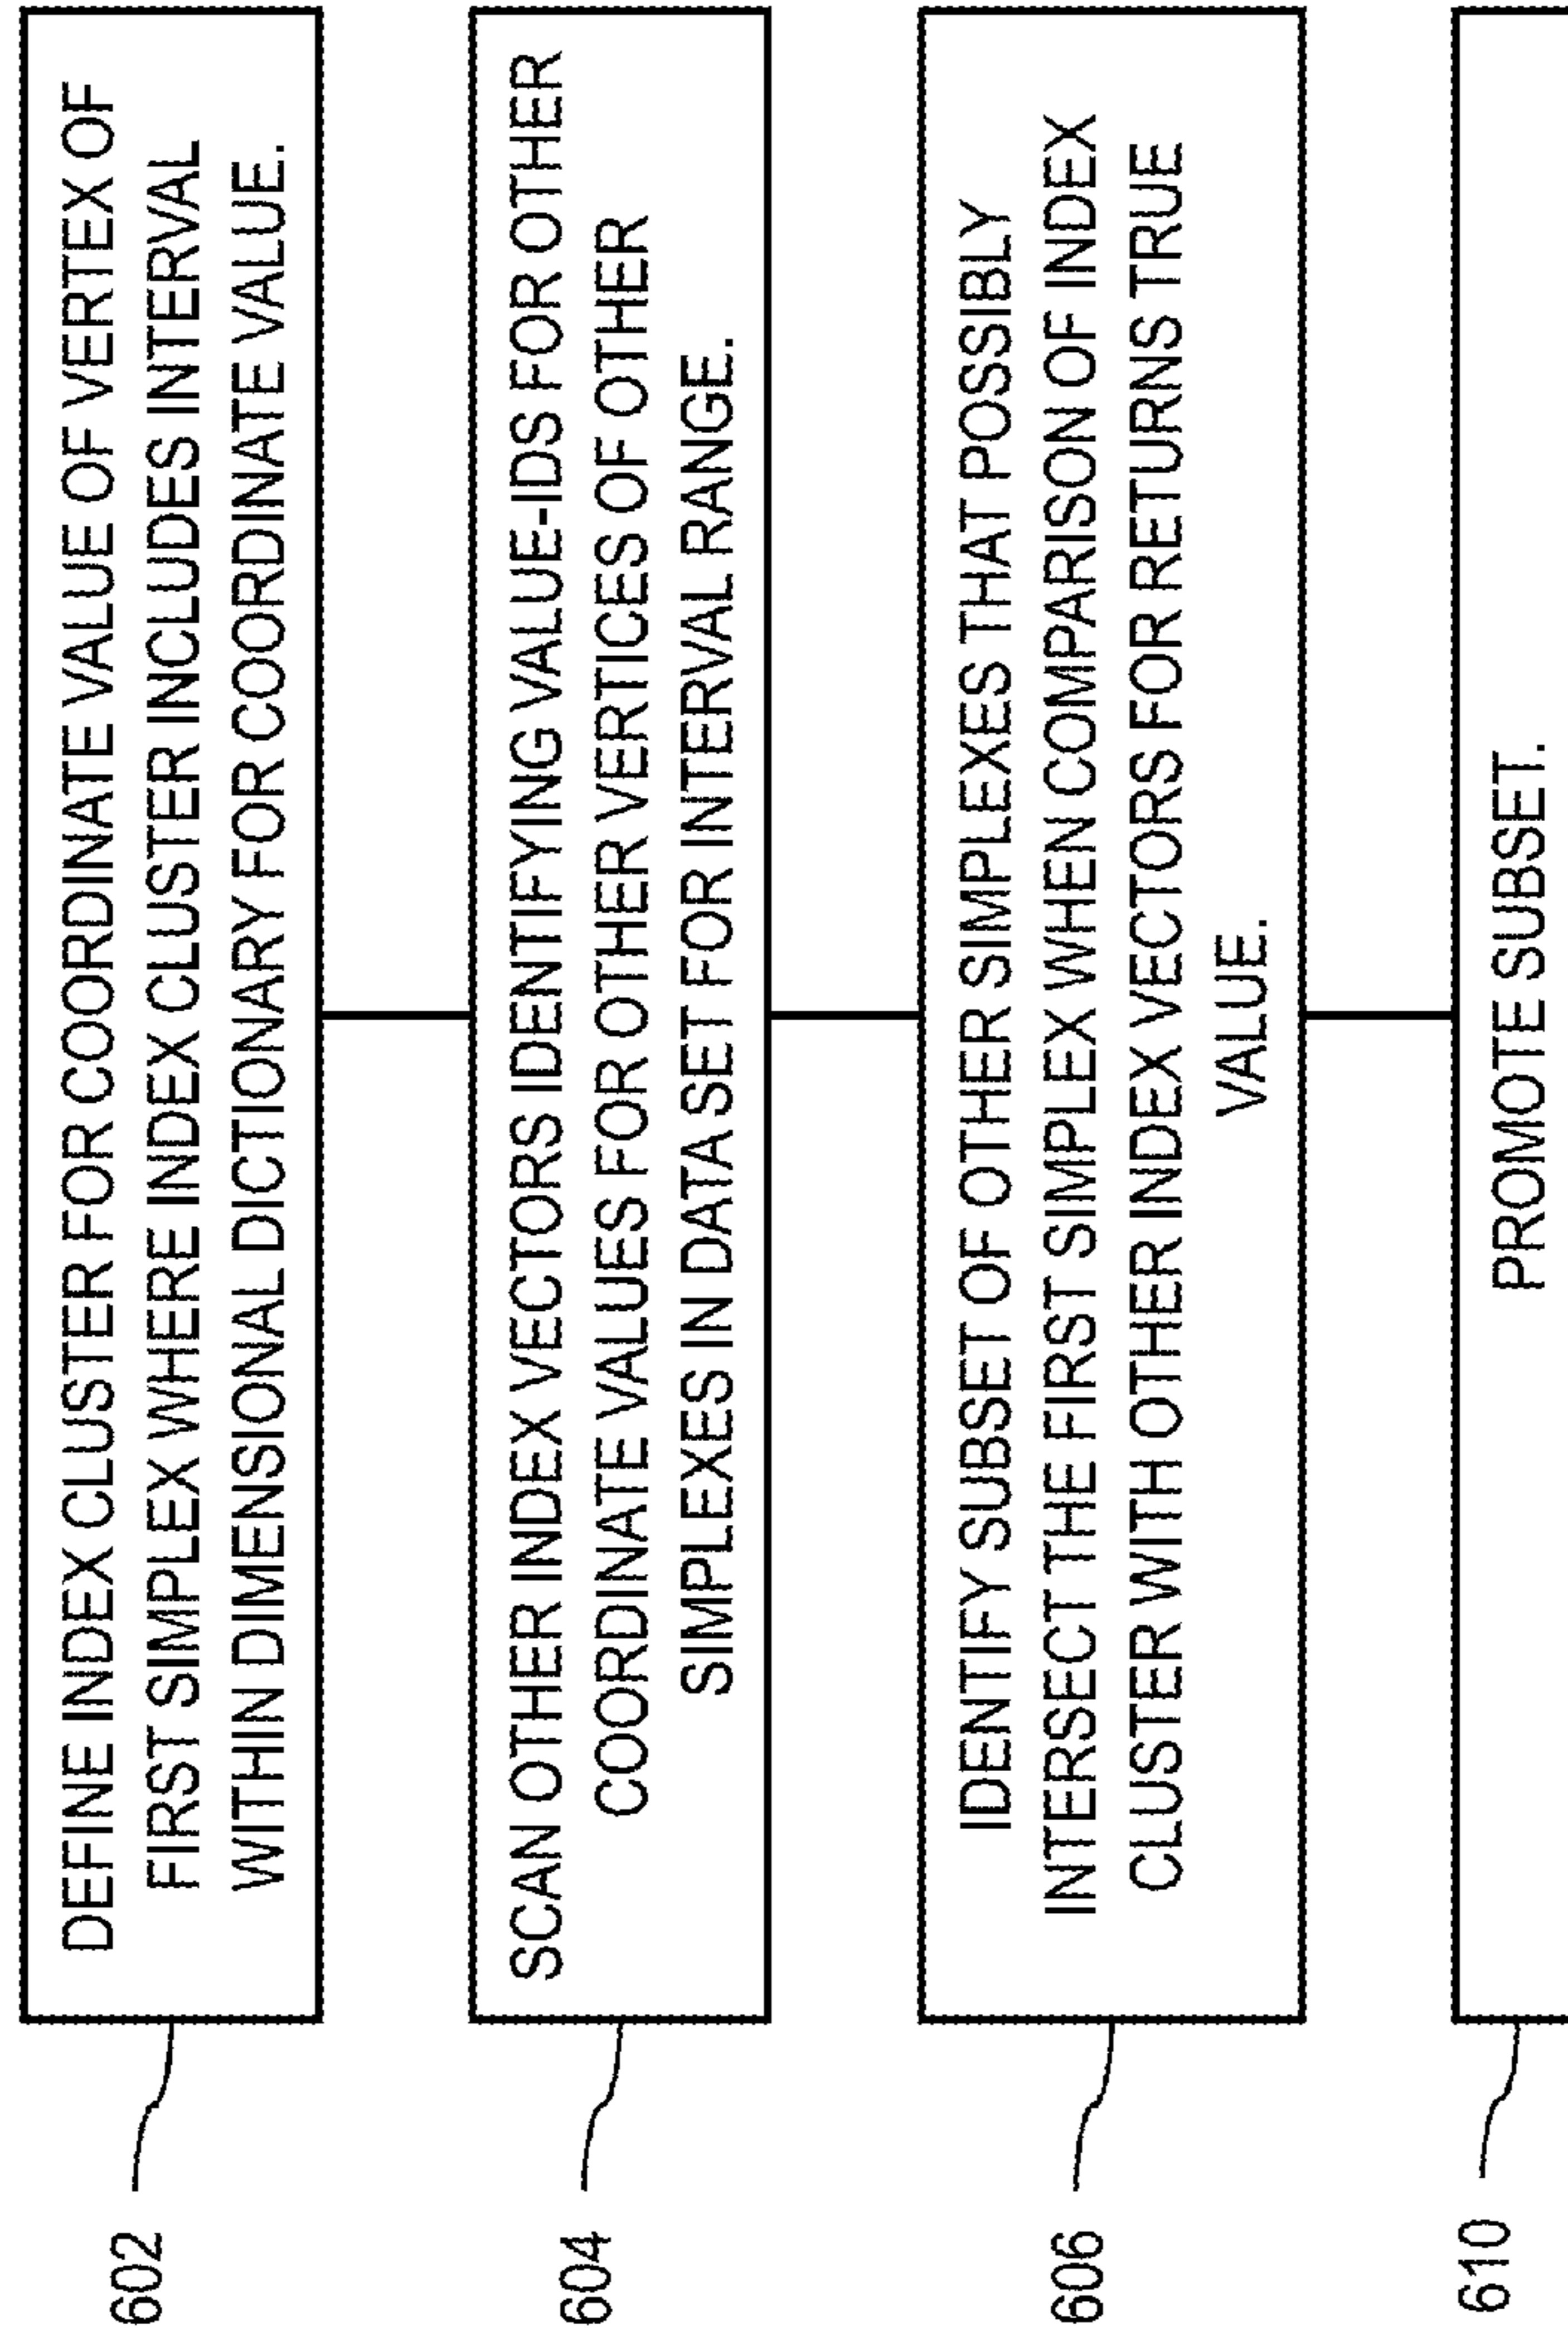 602
DEFINE INDEX CLUSTER FOR COORDINATE VALUE OF VERTEX OF
FIRST SIMPLEX WHERE INDEX CLUSTER INCLUDES INTERVAL
WITHIN DIMENSIONAL DICTIONARY FOR COORDINATE VALUE.
604
SCAN OTHER INDEX VECTORS IDENTIFYING VALUE-IDS FOR OTHER
COORDINATE VALUES FOR OTHER VERTICES OF OTHER
SIMPLEXES IN DATA SET FOR INTERVAL RANGE.
606
IDENTIFY SUBSET OF OTHER SIMPLEXES THAT POSSIBLY
INTERSECT THE FIRST SIMPLEX WHEN COMPARISON OF INDEX
CLUSTER WITH OTHER INDEX VECTORS FOR RETURNS TRUE
VALUE.
610
PROMOTE SUBSET.